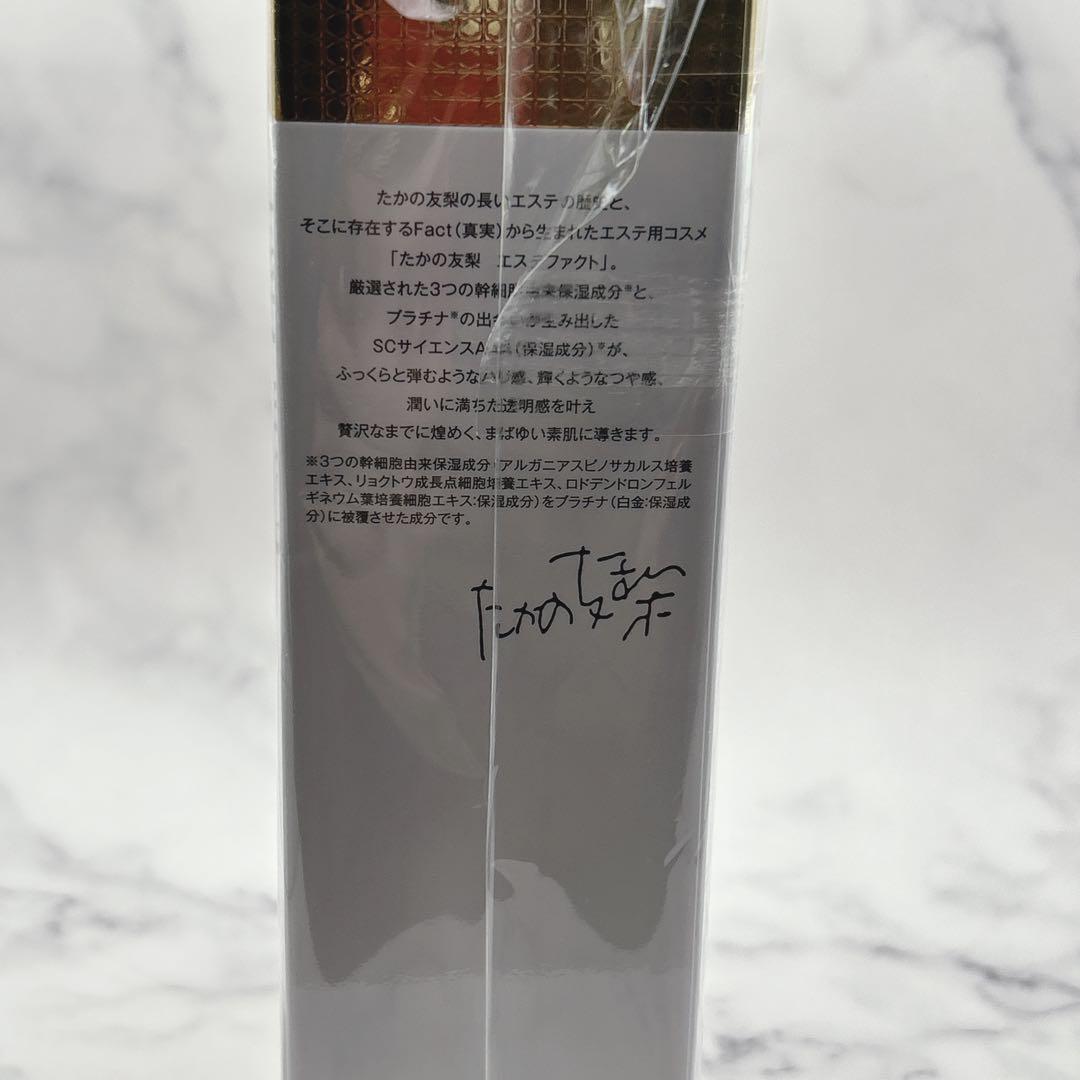 たかの友梨の長いエステの歴史と、
そこに存在するFact（真実）から生まれたエステ用コスメ
「たかの友梨　エステファクト」。
厳選された3つの幹細胞由来保湿成分※と、
プラチナ※の出会いが生み出した
SCサイエンスA（保湿成分）※が、
ふっくらと弾むようなハリ感、輝くようなつや感、
潤いに満ちた透明感を叶え
贅沢なまでに煌めく、まばゆい素肌に導きます。
※3つの幹細胞由来保湿成分（アルガニアスピノサカルス培養
エキス、リョクトウ成長点細胞培養エキス、ロドデンドロンフェル
ギネウム葉培養細胞エキス:保湿成分）をプラチナ（白金:保湿成
分）に被覆させた成分です。
たかの友梨